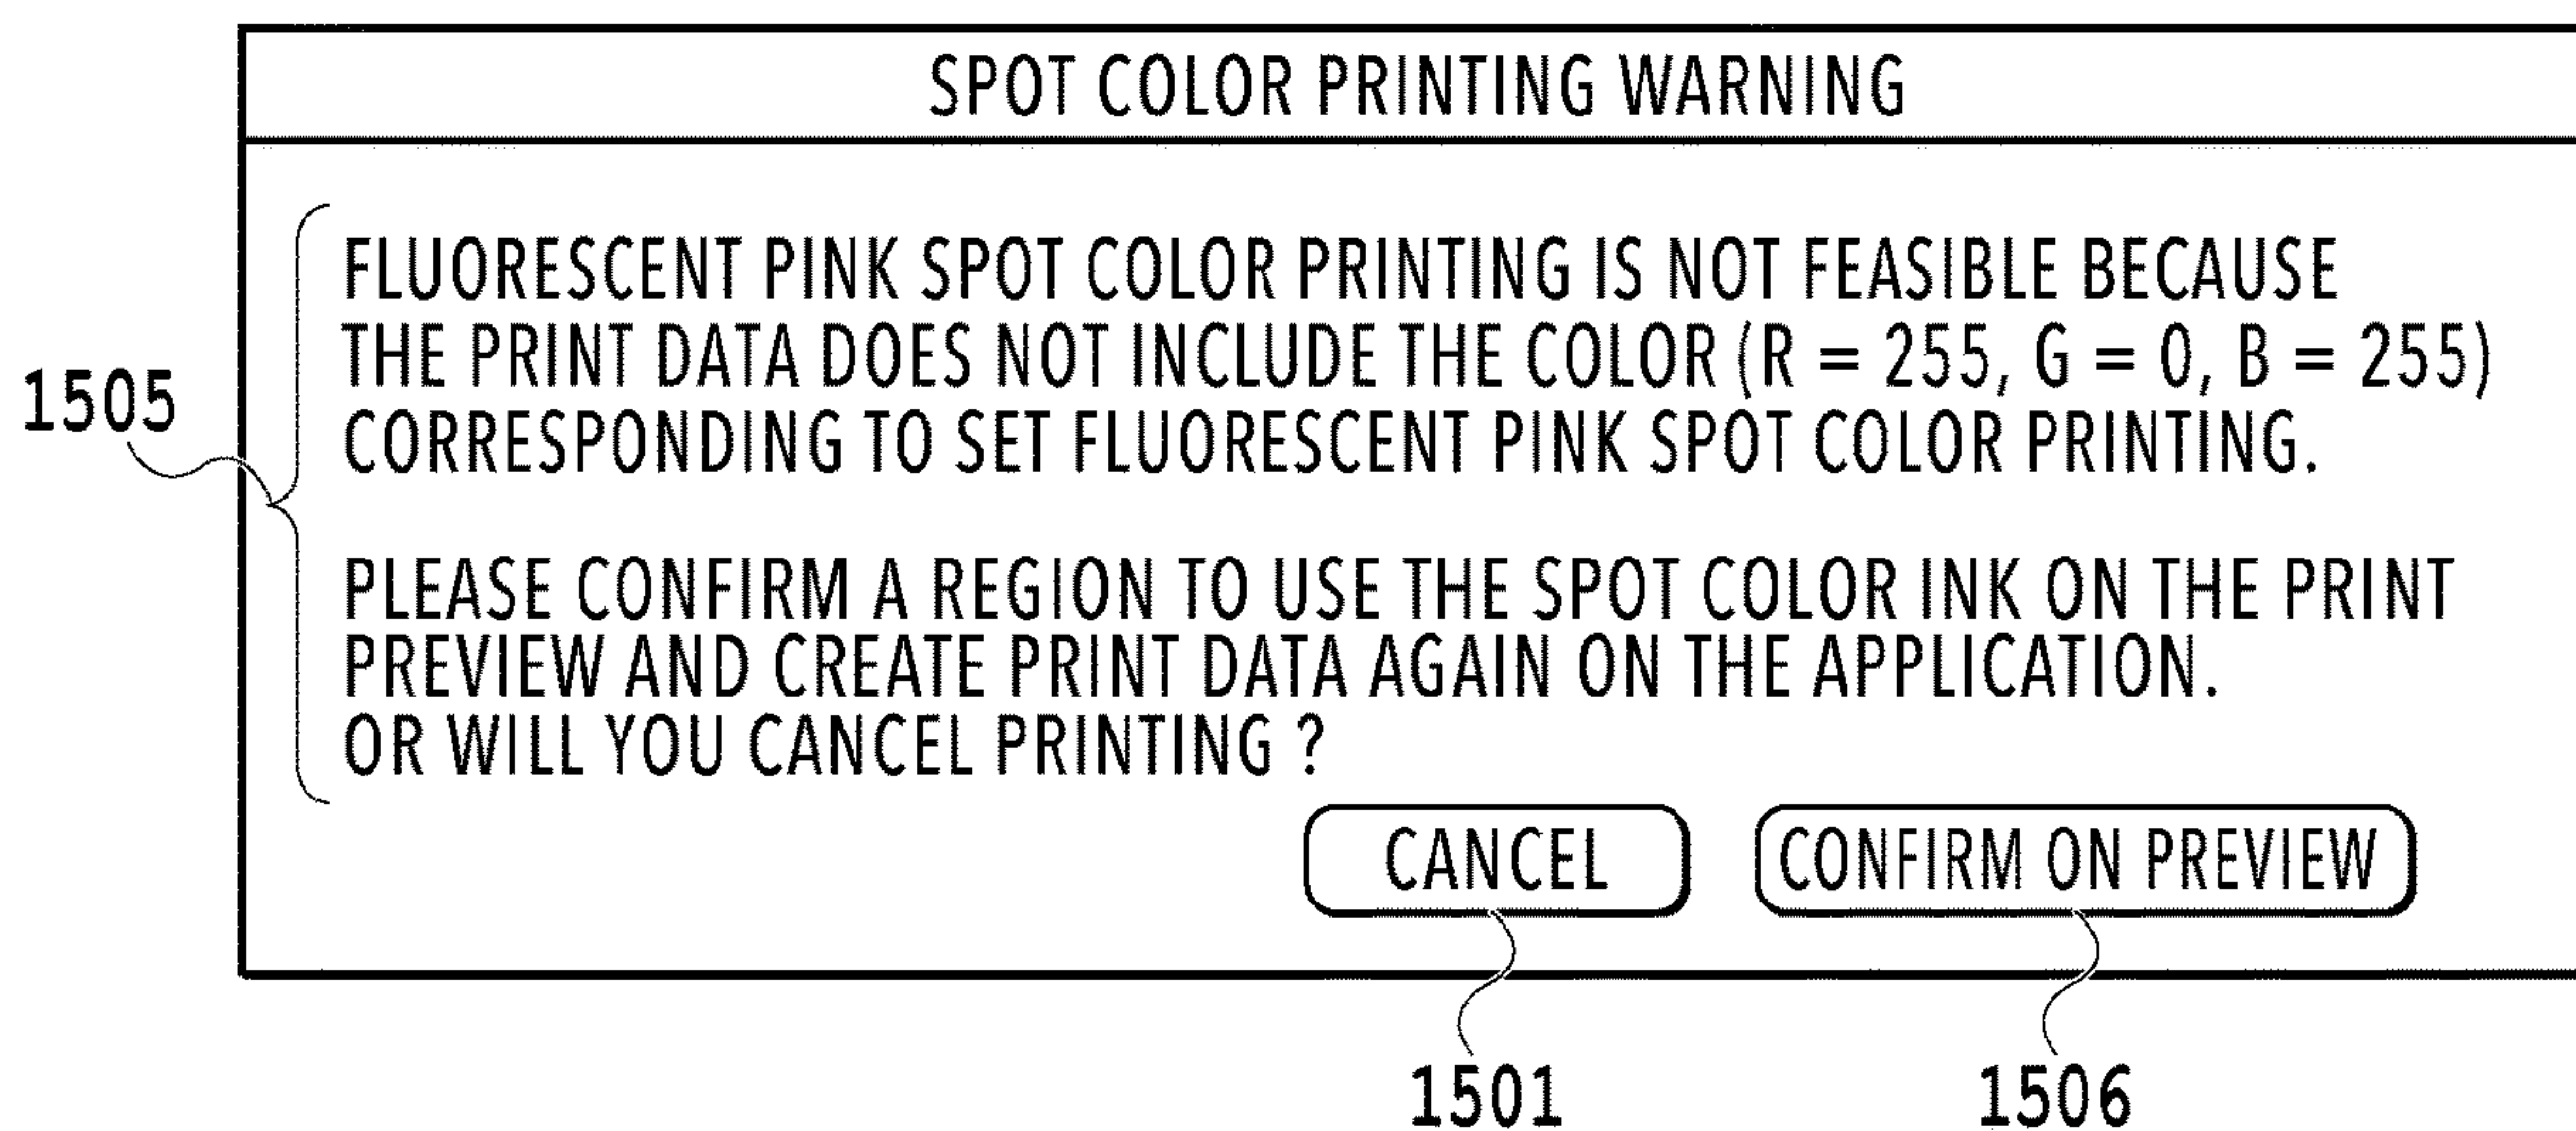 SPOT COLOR PRINTING WARNING
FLUORESCENT PINK SPOT COLOR PRINTING IS NOT FEASIBLE BECAUSE
THE PRINT DATA DOES NOT INCLUDE THE COLOR (R = 255, G = 0, B = 255)
CORRESPONDING TO SET FLUORESCENT PINK SPOT COLOR PRINTING.
1505
PLEASE CONFIRM A REGION TO USE THE SPOT COLOR INK ON THE PRINT
PREVIEW AND CREATE PRINT DATA AGAIN ON THE APPLICATION.
OR WILL YOU CANCEL PRINTING ?
CANCEL
CONFIRM ON PREVIEW
1501
1506